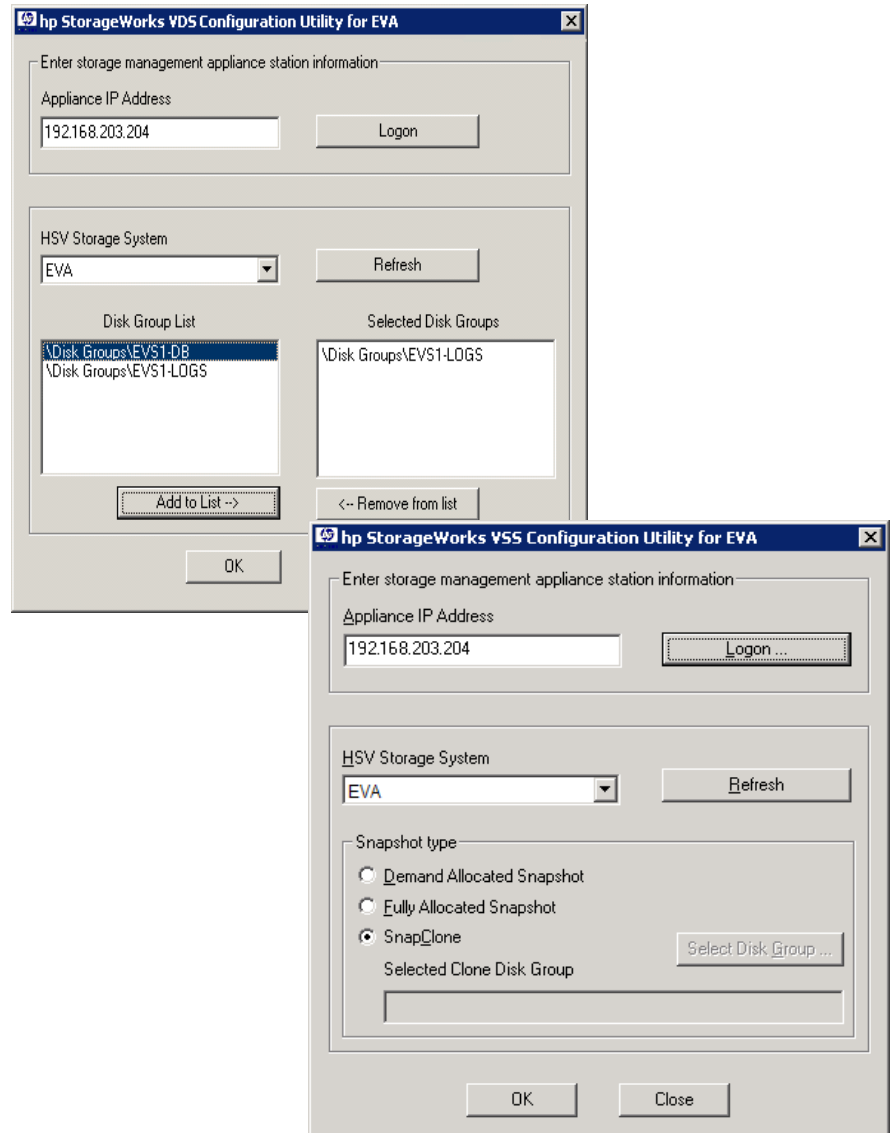 hp StorageWorks VDS Configuration Utility for EVA
Enter storage management appliance station information
Appliance IP Address
192.168.203.204
Logon
HSV Storage System
EVA
Refresh
Disk Group List
Selected Disk Groups
\Disk Groups\EVS1-DB
\Disk Groups\EVS1-LOGS
\Disk Groups\EVS1-LOGS
Add to List -->
<-- Remove from list
OK
hp StorageWorks VSS Configuration Utility for EVA
Enter storage management appliance station information
Appliance IP Address
192.168.203.204
Logon ...
HSV Storage System
EVA
Refresh
Snapshot type
Demand Allocated Snapshot
Fully Allocated Snapshot
SnapClone
Select Disk Group ...
Selected Clone Disk Group
OK
Close